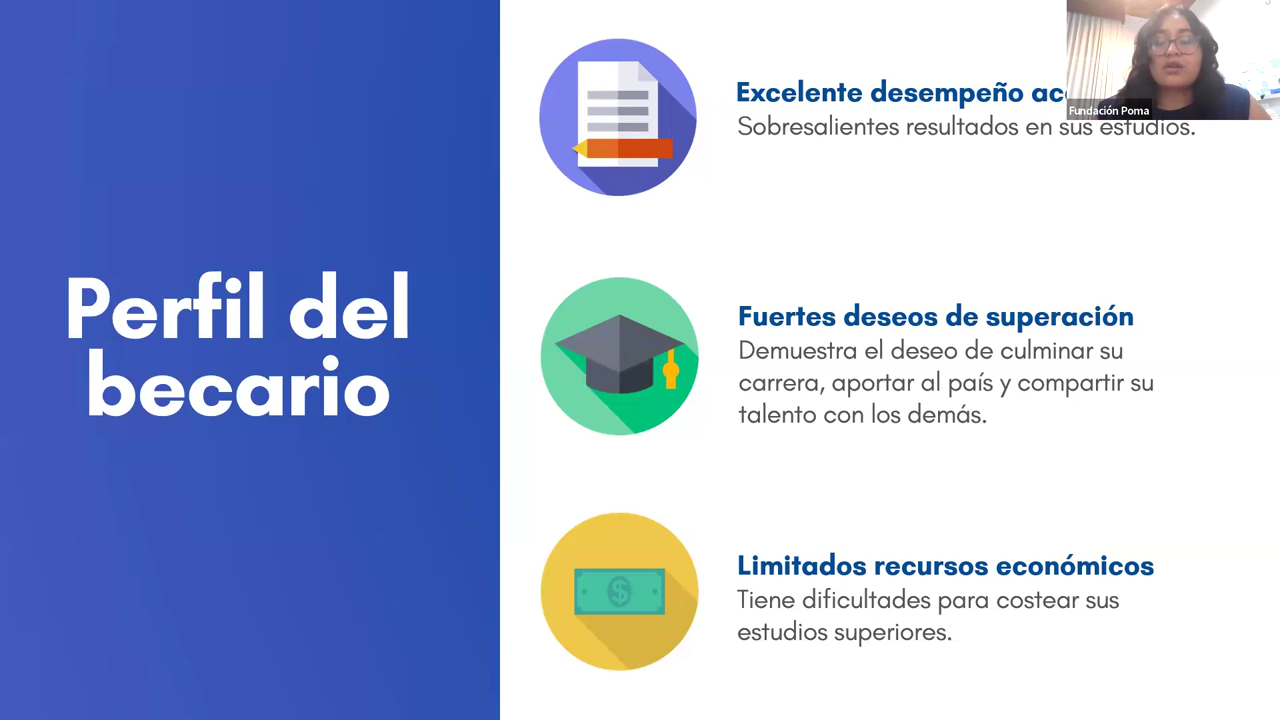 Perfil del
becario
Excelente desempeño
Sobresalientes resultados en sus estudios.
Fuertes deseos de superación
Demuestra el deseo de culminar su
carrera, aportar al país y compartir su
talento con los demás.
Limitados recursos económicos
Tiene dificultades para costear sus
estudios superiores.
Fundación Poma